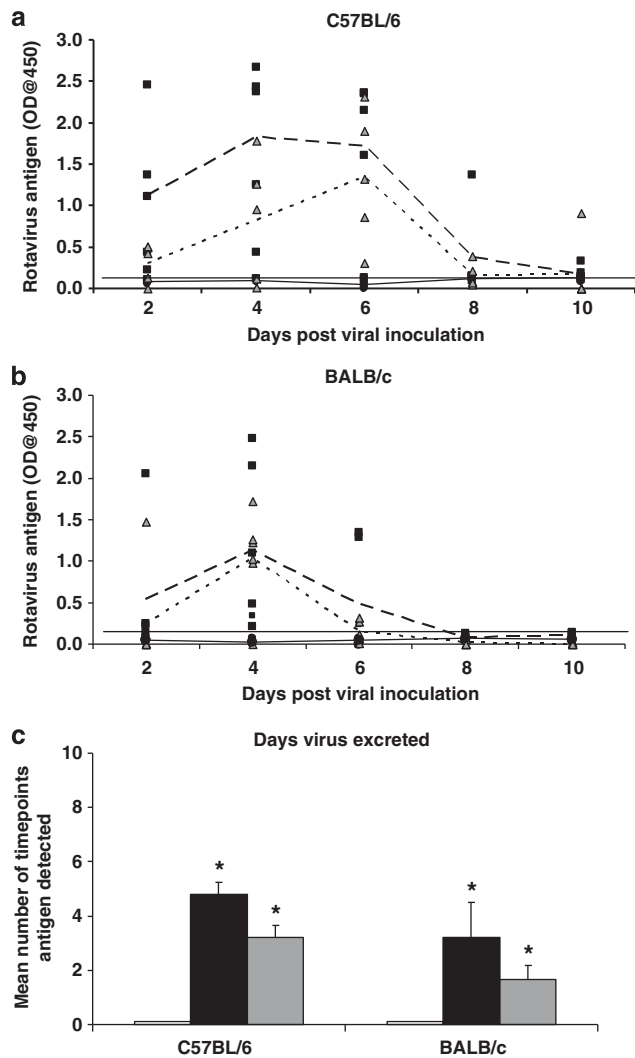 a
C57BL/6
Rotavirus antigen (OD@450)
3.0
2.5
2.0
1.5
1.0
0.5
0.0
2 4 6 8 10
Days post viral inoculation
b
BALB/c
Rotavirus antigen (OD@450)
3.0
2.5
2.0
1.5
1.0
0.5
0.0
2 4 6 8 10
Days post viral inoculation
c
Days virus excreted
Mean number of timepoints
antigen detected
10
8
6
4
2
0
* * * *
C57BL/6 BALB/c